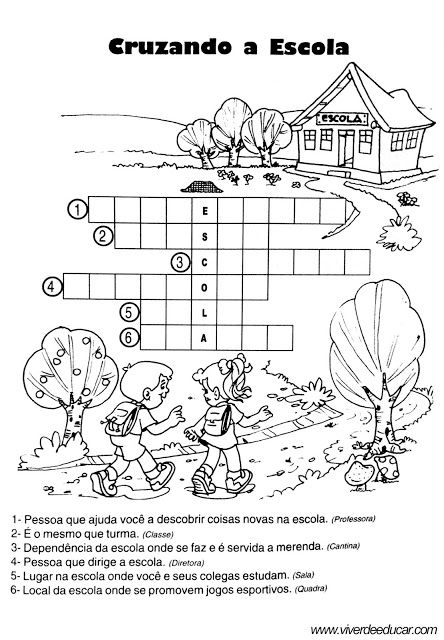 Cruzando a Escola
ESCOLA
1 E
2 S
3 C
4 O
5 L
6 A
1- Pessoa que ajuda você a descobrir coisas novas na escola. (Professora)
2- É o mesmo que turma. (Classe)
3- Dependência da escola onde se faz e é servida a merenda. (Cantina)
4- Pessoa que dirige a escola. (Diretora)
5- Lugar na escola onde você e seus colegas estudam. (Sala)
6- Local da escola onde se promovem jogos esportivos. (Quadra)
www.viverdeeducar.com